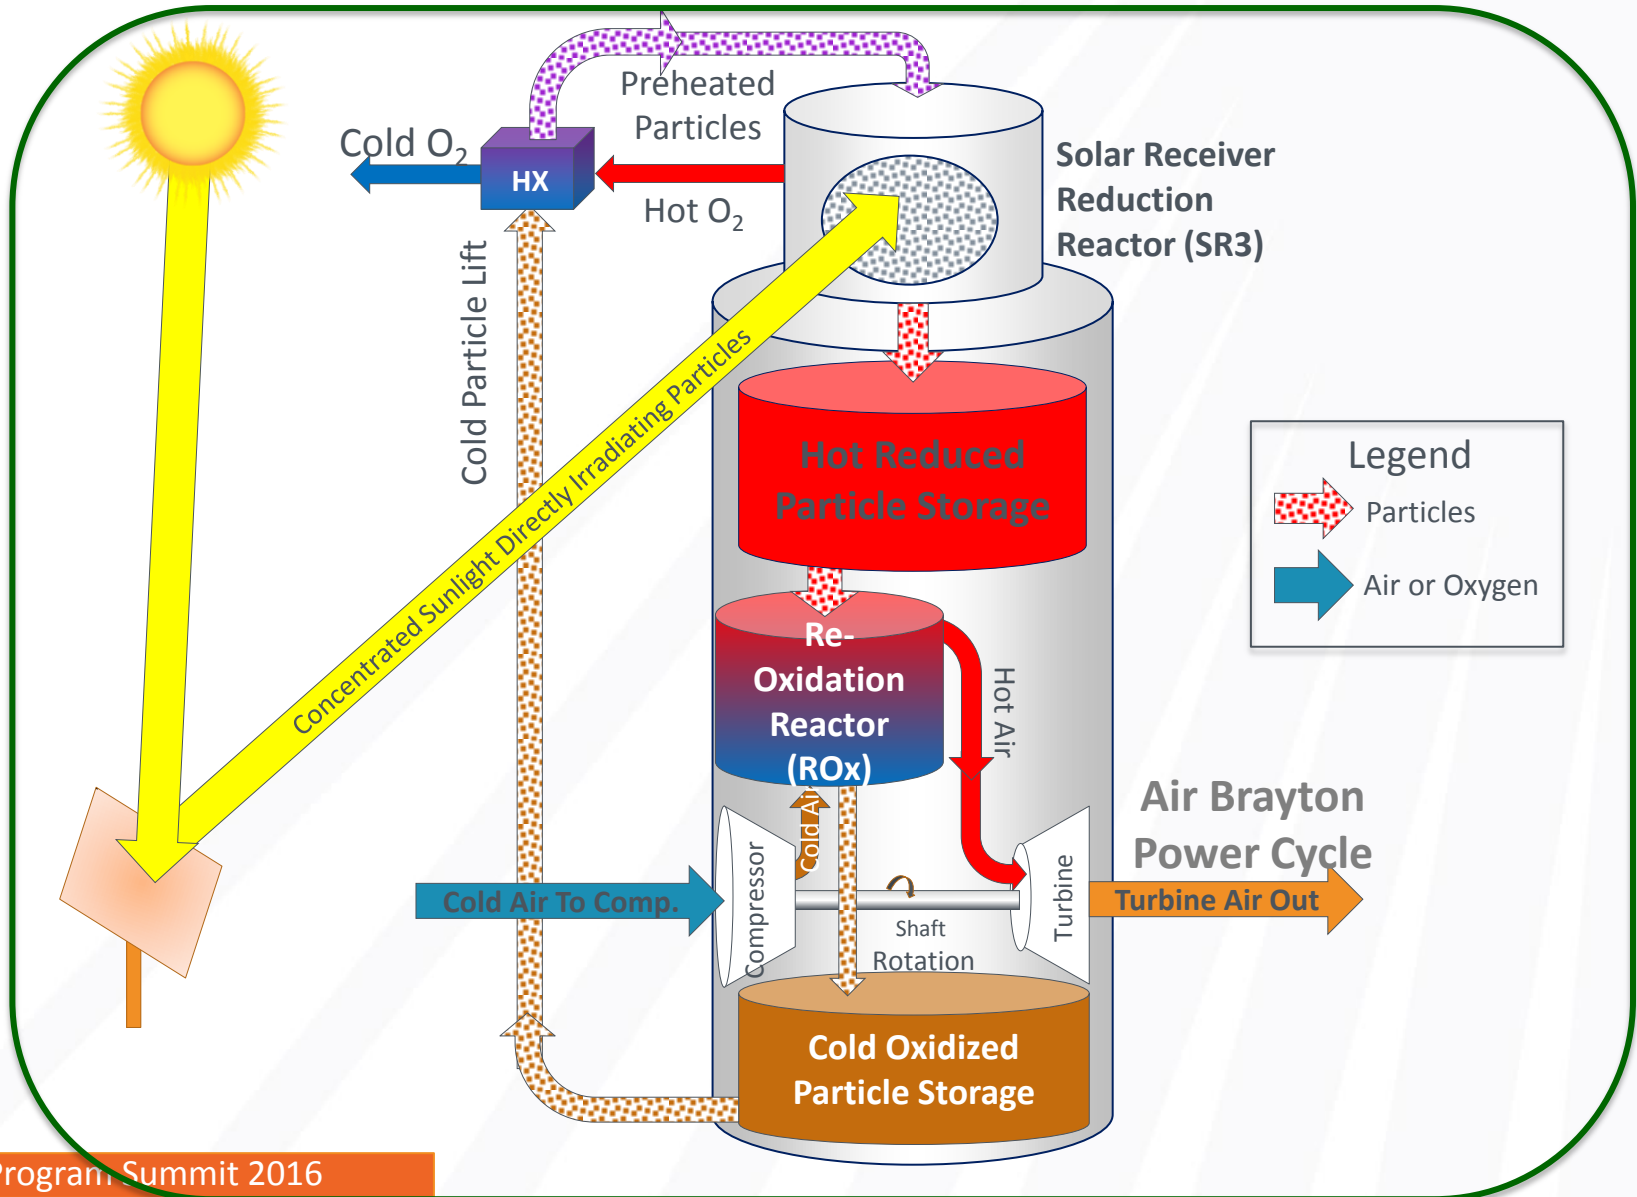 Preheated
Particles
Cold O₂
HX
Hot O₂
Solar Receiver
Reduction
Reactor (SR3)
Cold Particle Lift
Concentrated Sunlight Directly Irradiating Particles
Hot Reduced
Particle Storage
Legend
Particles
Air or Oxygen
Re-
Oxidation
Reactor
(ROx)
Hot Air
Cold Air
Air Brayton
Power Cycle
Compressor
Turbine
Cold Air To Comp.
Turbine Air Out
Shaft
Rotation
Cold Oxidized
Particle Storage
Program Summit 2016